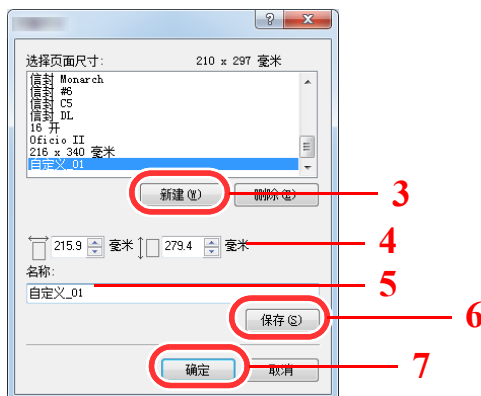 ?
选择页面尺寸: 210 x 297 毫米
信封 Monarch
信封 #6
信封 C5
信封 DL
16 开
Oficio II
216 x 340 毫米
自定义_01
新建(W) 删除(E) 3
215.9 毫米 279.4 毫米 4
名称: 5
自定义_01
保存(S) 6
确定 取消 7